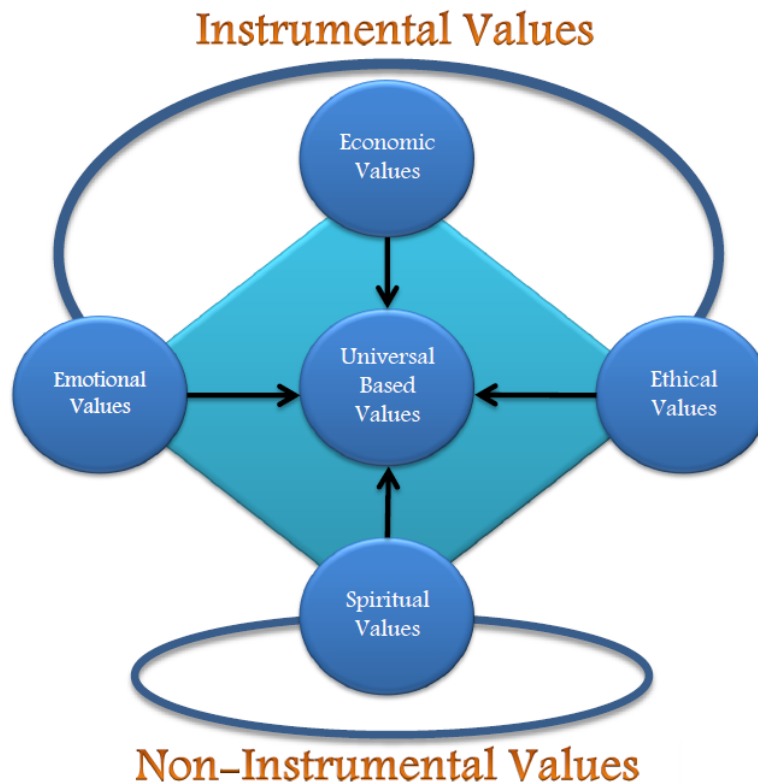 Instrumental Values
Economic
Values
Emotional
Values
Universal
Based
Values
Ethical
Values
Spiritual
Values
Non-Instrumental Values